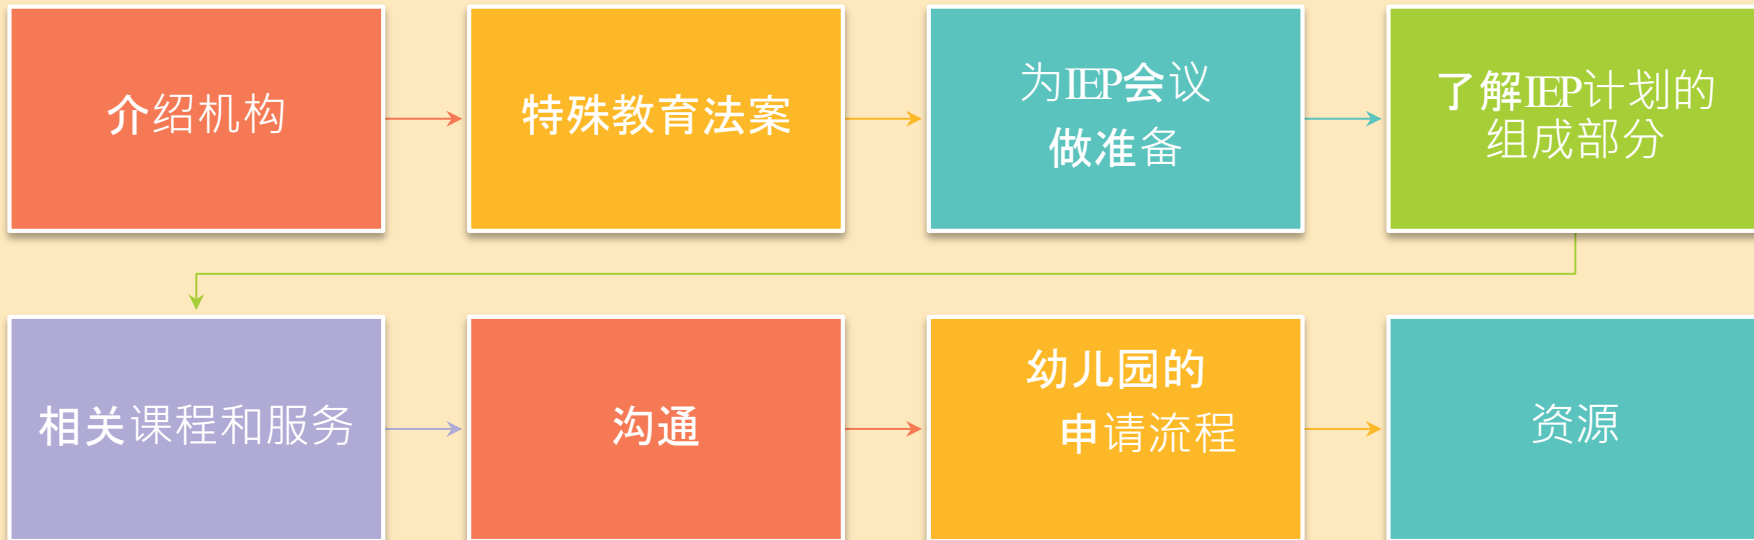 介绍机构
特殊教育法案
为IEP会议
做准备
了解IEP计划的
组成部分
相关课程和服务
沟通
幼儿园的
申请流程
资源